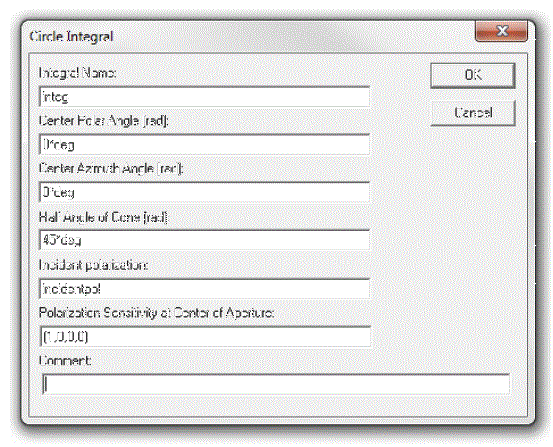 Circle Integral
Integral Name:
integ
OK
Cancel
Center Polar Angle [rad]:
0*deg
Center Azimuth Angle [rad]:
0*deg
Half Angle of Cone [rad]
45*deg
Incident polarization:
incidentpol
Polarization Sensitivity at Center of Aperture:
(1,0,0,0)
Comment: